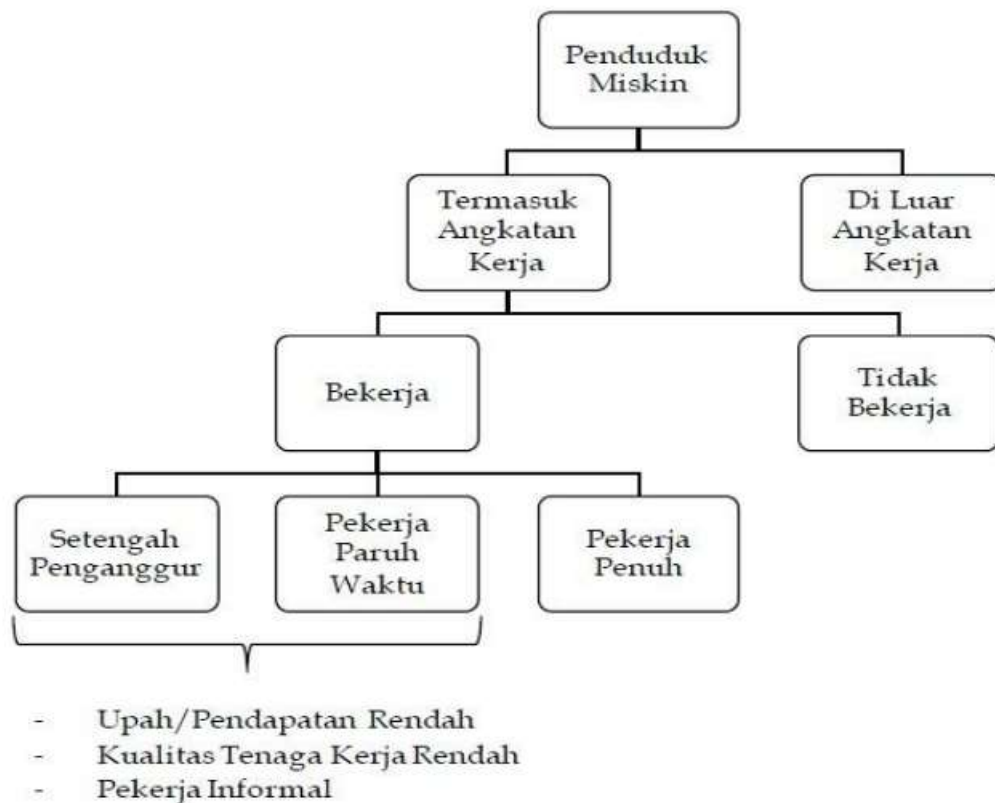 Penduduk
Miskin
Termasuk
Angkatan
Kerja
Di Luar
Angkatan
Kerja
Bekerja
Tidak
Bekerja
Setengah
Penganggur
Pekerja
Paruh
Waktu
Pekerja
Penuh
- Upah/Pendapatan Rendah
- Kualitas Tenaga Kerja Rendah
- Pekerja Informal